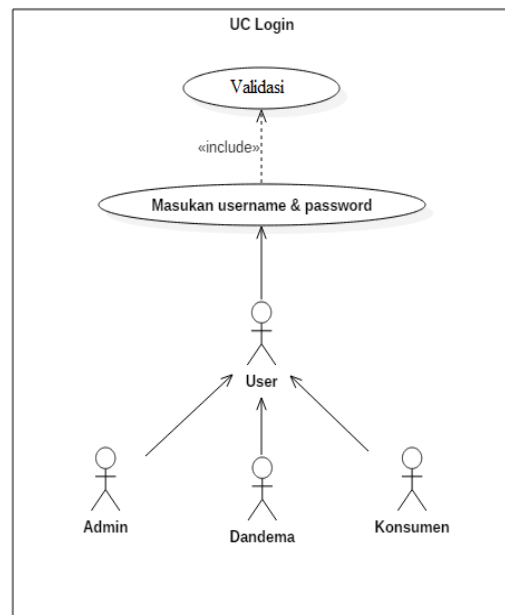 UC Login
Validasi
«include»
Masukan username & password
User
Admin
Dandema
Konsumen